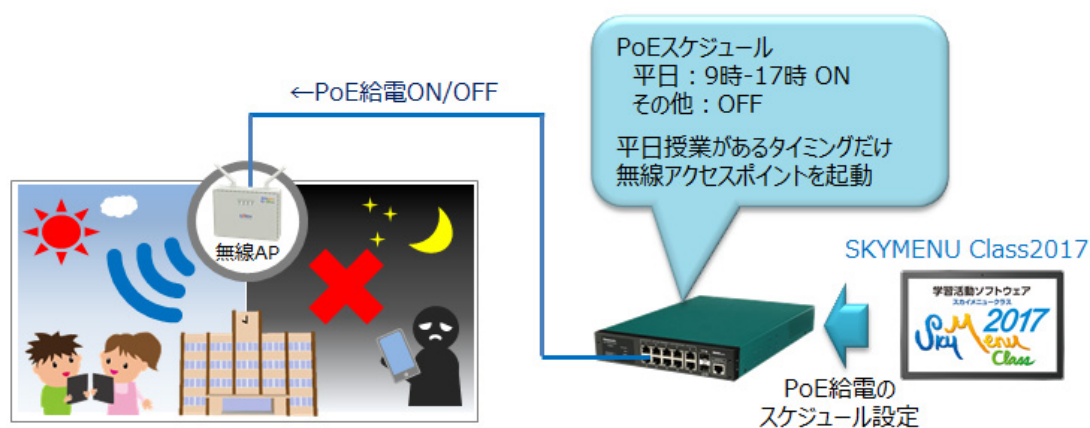 PoEスケジュール
平日：9時-17時 ON
その他：OFF
平日授業があるタイミングだけ
無線アクセスポイントを起動
←PoE給電ON/OFF
無線AP
SKYMENU Class2017
学習活動ソフトウェア
スカイメニュークラス
2017
SkyMenu
Class
PoE給電の
スケジュール設定